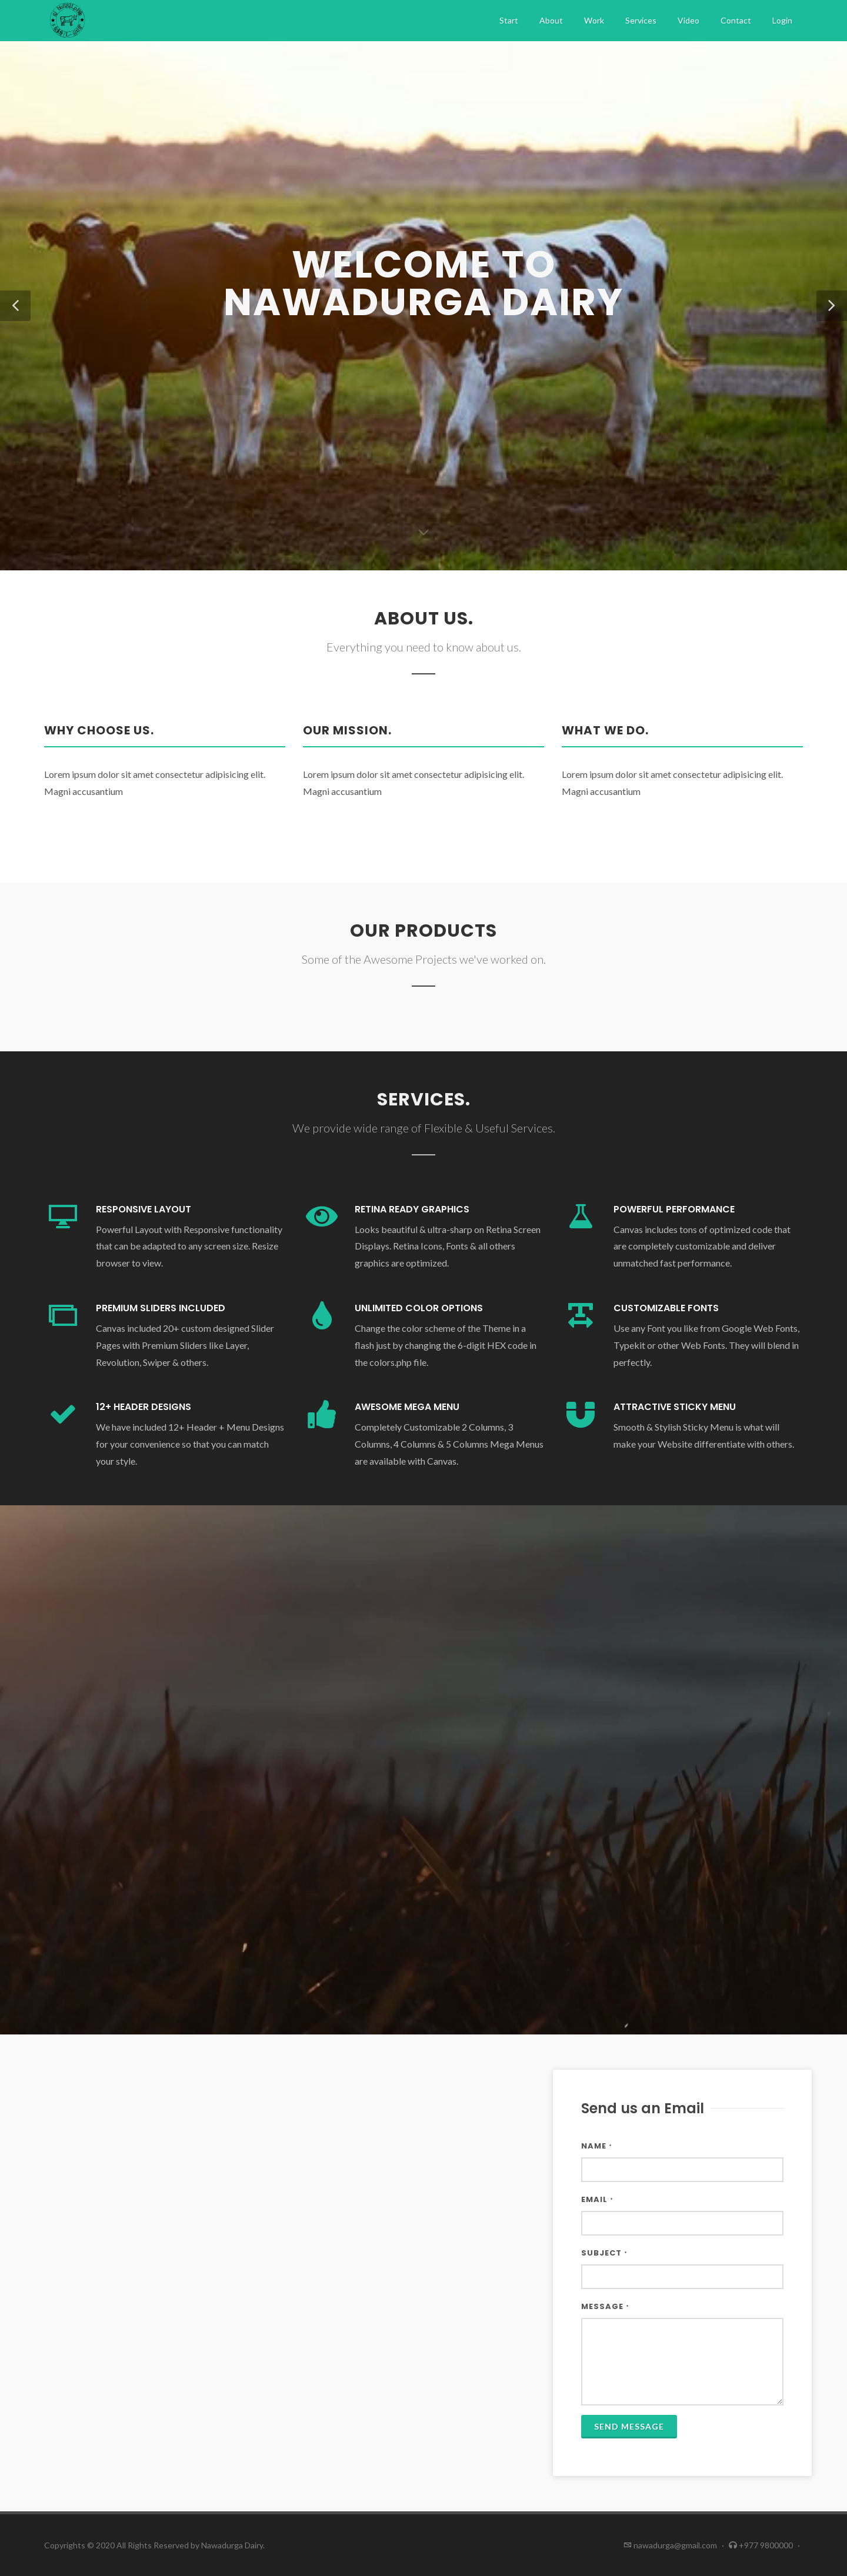 Start About Work Services Video Contact Login
WELCOME TO
NAWADURGA DAIRY
ABOUT US.
Everything you need to know about us.
WHY CHOOSE US.
Lorem ipsum dolor sit amet consectetur adipisicing elit.
Magni accusantium
OUR MISSION.
Lorem ipsum dolor sit amet consectetur adipisicing elit.
Magni accusantium
WHAT WE DO.
Lorem ipsum dolor sit amet consectetur adipisicing elit.
Magni accusantium
OUR PRODUCTS
Some of the Awesome Projects we've worked on.
SERVICES.
We provide wide range of Flexible & Useful Services.
RESPONSIVE LAYOUT
Powerful Layout with Responsive functionality
that can be adapted to any screen size. Resize
browser to view.
RETINA READY GRAPHICS
Looks beautiful & ultra-sharp on Retina Screen
Displays. Retina Icons, Fonts & all others
graphics are optimized.
POWERFUL PERFORMANCE
Canvas includes tons of optimized code that
are completely customizable and deliver
unmatched fast performance.
PREMIUM SLIDERS INCLUDED
Canvas included 20+ custom designed Slider
Pages with Premium Sliders like Layer,
Revolution, Swiper & others.
UNLIMITED COLOR OPTIONS
Change the color scheme of the Theme in a
flash just by changing the 6-digit HEX code in
the colors.php file.
CUSTOMIZABLE FONTS
Use any Font you like from Google Web Fonts,
Typekit or other Web Fonts. They will blend in
perfectly.
12+ HEADER DESIGNS
We have included 12+ Header + Menu Designs
for your convenience so that you can match
your style.
AWESOME MEGA MENU
Completely Customizable 2 Columns, 3
Columns, 4 Columns & 5 Columns Mega Menus
are available with Canvas.
ATTRACTIVE STICKY MENU
Smooth & Stylish Sticky Menu is what will
make your Website differentiate with others.
Send us an Email
NAME *
EMAIL *
SUBJECT *
MESSAGE *
SEND MESSAGE
Copyrights © 2020 All Rights Reserved by Nawadurga Dairy.
nawadurga@gmail.com · +977 9800000 ·